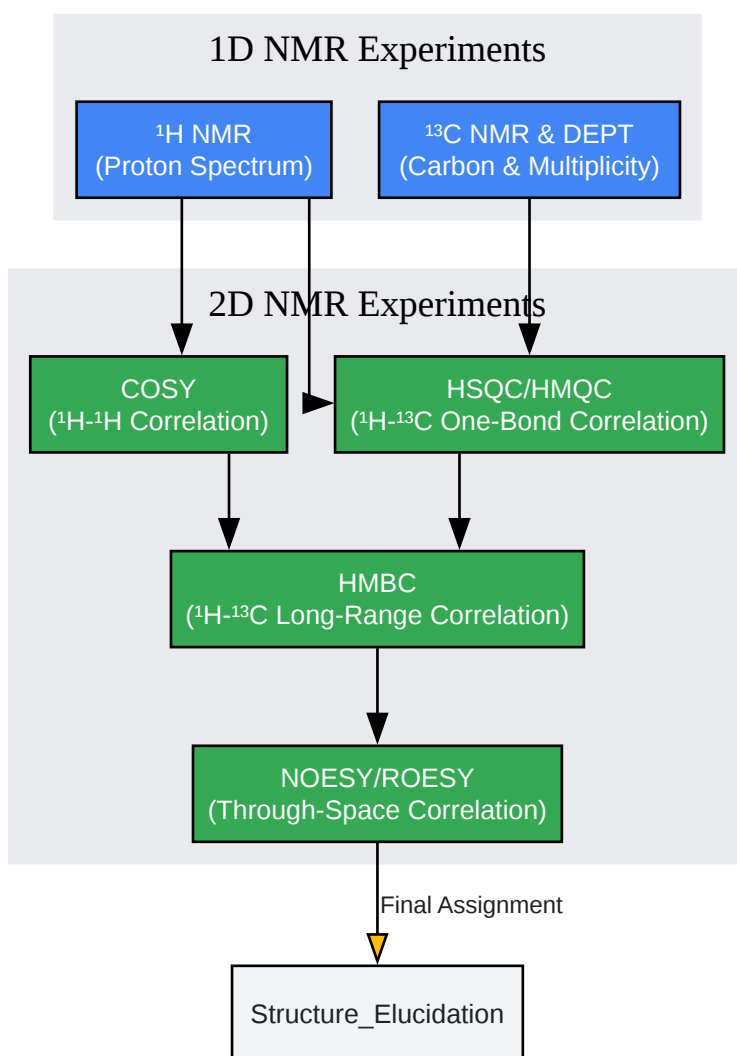 1D NMR Experiments
¹H NMR
(Proton Spectrum)
¹³C NMR & DEPT
(Carbon & Multiplicity)
2D NMR Experiments
COSY
(¹H-¹H Correlation)
HSQC/HMQC
(¹H-¹³C One-Bond Correlation)
HMBC
(¹H-¹³C Long-Range Correlation)
NOESY/ROESY
(Through-Space Correlation)
Final Assignment
Structure_Elucidation